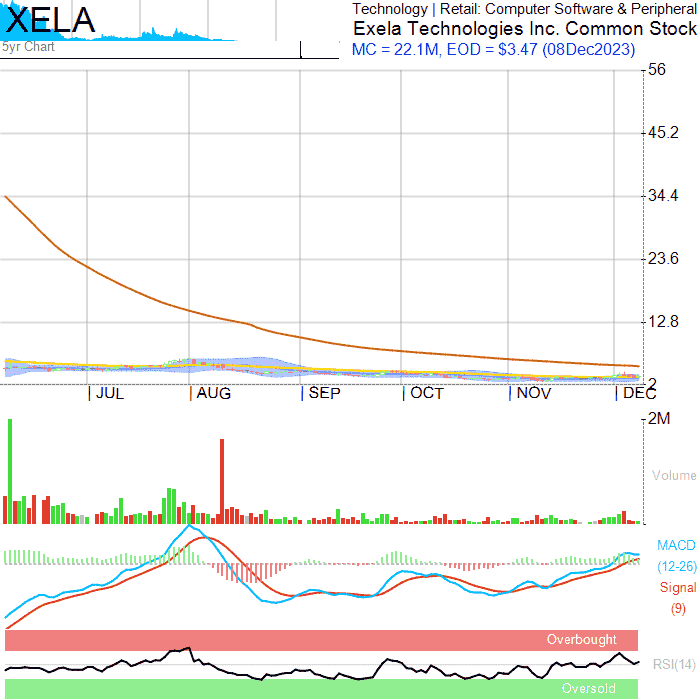 XELA
5yr Chart
Technology | Retail: Computer Software & Peripheral
Exela Technologies Inc. Common Stock
MC = 22.1M, EOD = $3.47 (08Dec2023)
56
45.2
34.4
23.6
12.8
2
JUL AUG SEP OCT NOV DEC
2M
Volume
MACD
(12-26)
Signal
(9)
Overbought
RSI(14)
Oversold